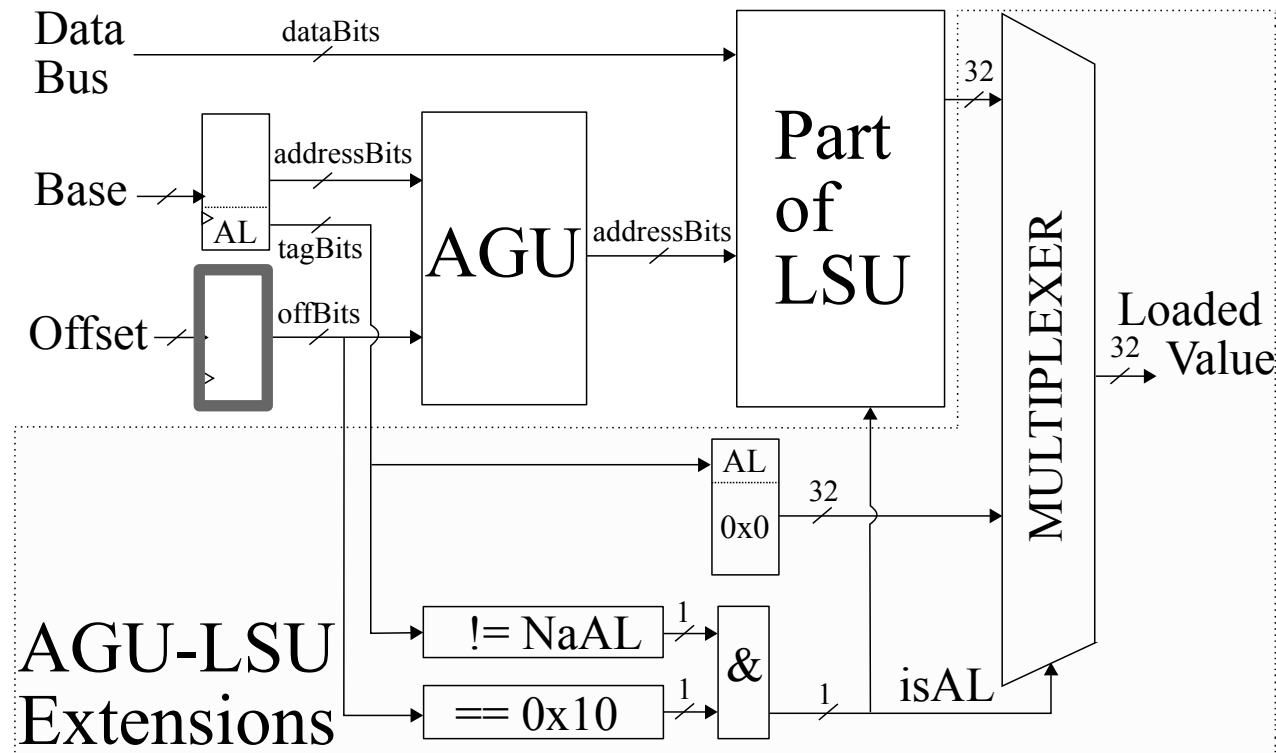 Data
Bus
dataBits
32
Part
of
LSU
Base
addressBits
AL
tagBits
AGU
addressBits
Offset
offBits
MULTIPLEXER
Loaded
Value
32
AL
0x0
32
AGU-LSU
Extensions
!= NaAL
1
== 0x10
1
&
1
isAL